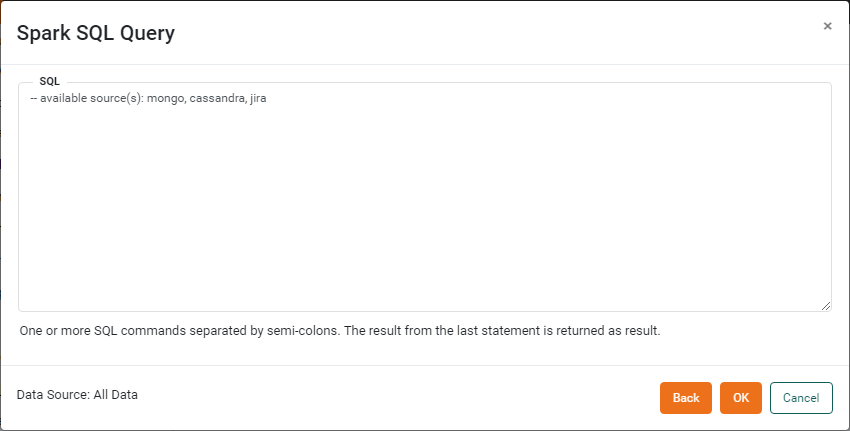 Spark SQL Query
×
SQL
-- available source(s): mongo, cassandra, jira
One or more SQL commands separated by semi-colons. The result from the last statement is returned as result.
Data Source: All Data
Back
OK
Cancel